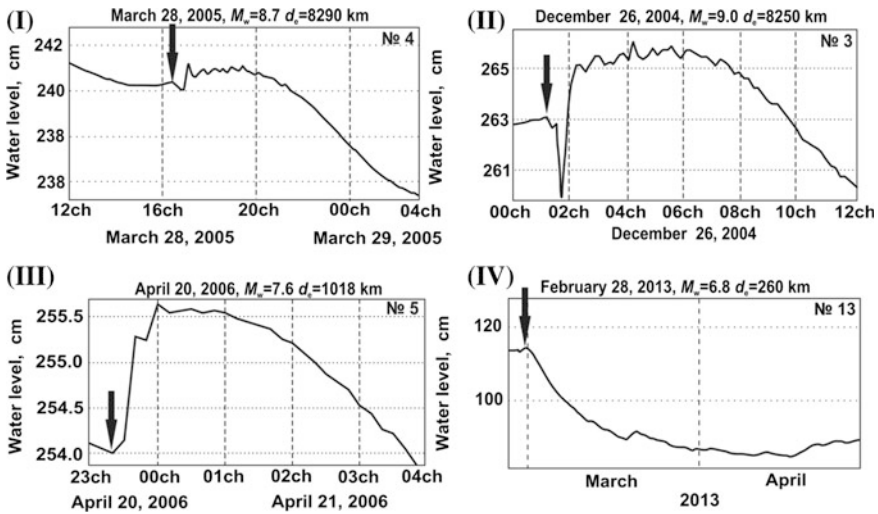 (I)
March 28, 2005, Mw=8.7 de=8290 km
№ 4
Water level, cm
242
240
238
238
12ch 16ch 20ch 00ch 04ch
March 28, 2005 March 29, 2005
(II)
December 26, 2004, Mw=9.0 de=8250 km
№ 3
Water level, cm
265
263
261
00ch 02ch 04ch 06ch 08ch 10ch 12ch
December 26, 2004
(III)
April 20, 2006, Mw=7.6 de=1018 km
№ 5
Water level, cm
255.5
255.0
254.5
254.0
23ch 00ch 01ch 02ch 03ch 04ch
April 20, 2006 April 21, 2006
(IV)
February 28, 2013, Mw=6.8 de=260 km
№ 13
Water level, cm
120
100
March April
2013